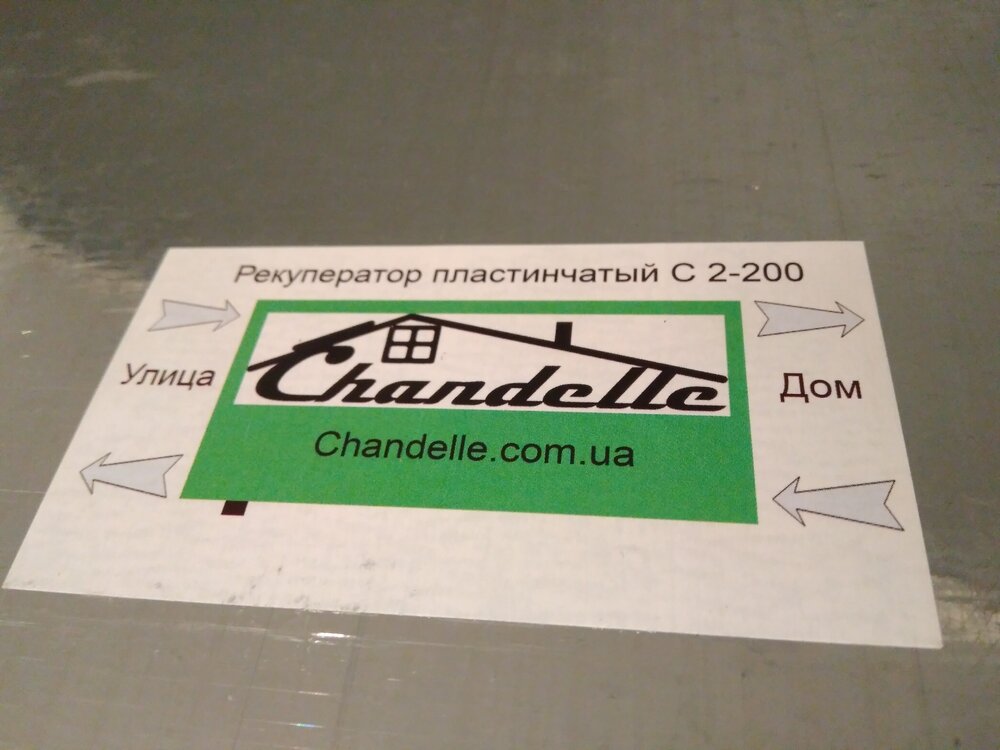 Рекуператор пластинчатый С 2-200
Chandelle
Улица
Дом
Chandelle.com.ua